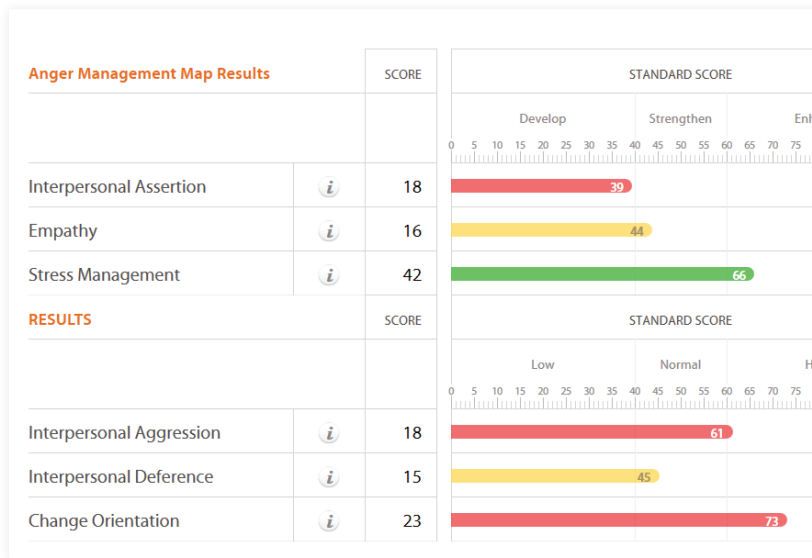 Anger Management Map Results SCORE STANDARD SCORE
Develop Strengthen Enh
0 5 10 15 20 25 30 35 40 45 50 55 60 65 70 75
Interpersonal Assertion i 18 39
Empathy i 16 44
Stress Management i 42 66
RESULTS SCORE STANDARD SCORE
Low Normal H
0 5 10 15 20 25 30 35 40 45 50 55 60 65 70 75
Interpersonal Aggression i 18 61
Interpersonal Deference i 15 45
Change Orientation i 23 73